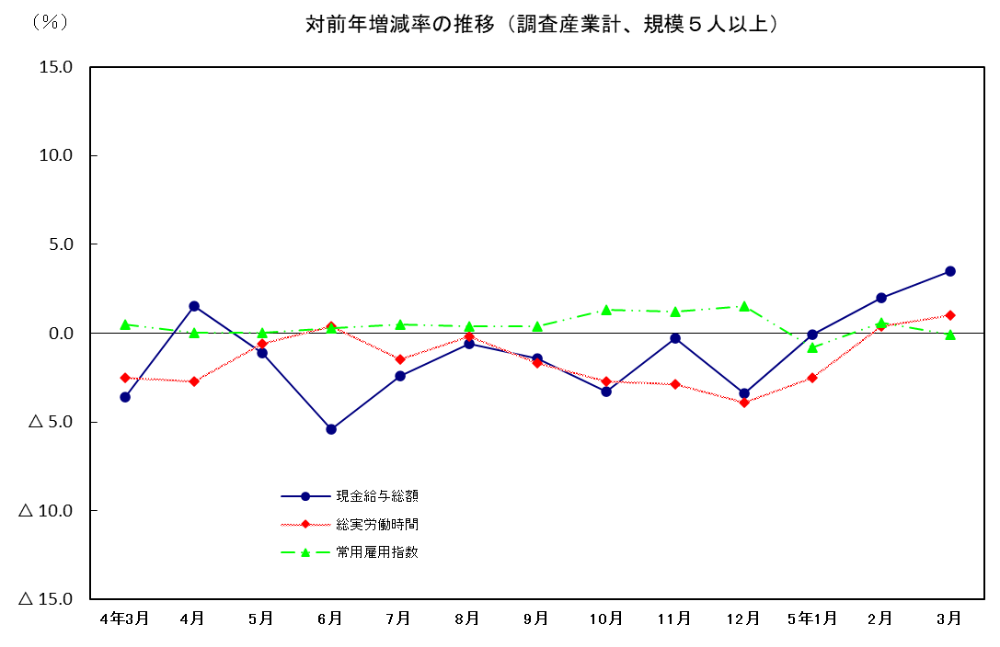 （％）
対前年増減率の推移（調査産業計、規模５人以上）
15.0
10.0
5.0
0.0
△ 5.0
△ 10.0
△ 15.0
現金給与総額
総実労働時間
常用雇用指数
４年3月 4月 5月 6月 7月 8月 9月 10月 11月 12月 5年1月 2月 3月